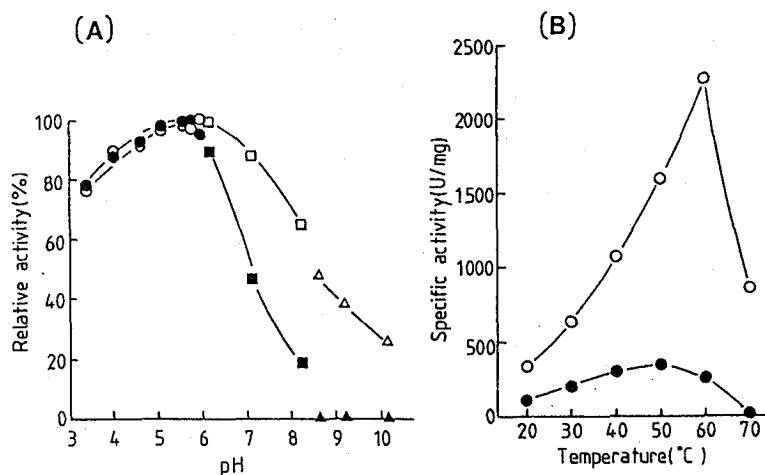 (A)
Relative activity(%)
100
80
60
40
20
0
3 4 5 6 7 8 9 10
pH
(B)
Specific activity(U/mg)
2500
2000
1500
1000
500
0
20 30 40 50 60 70
Temperature(°C)